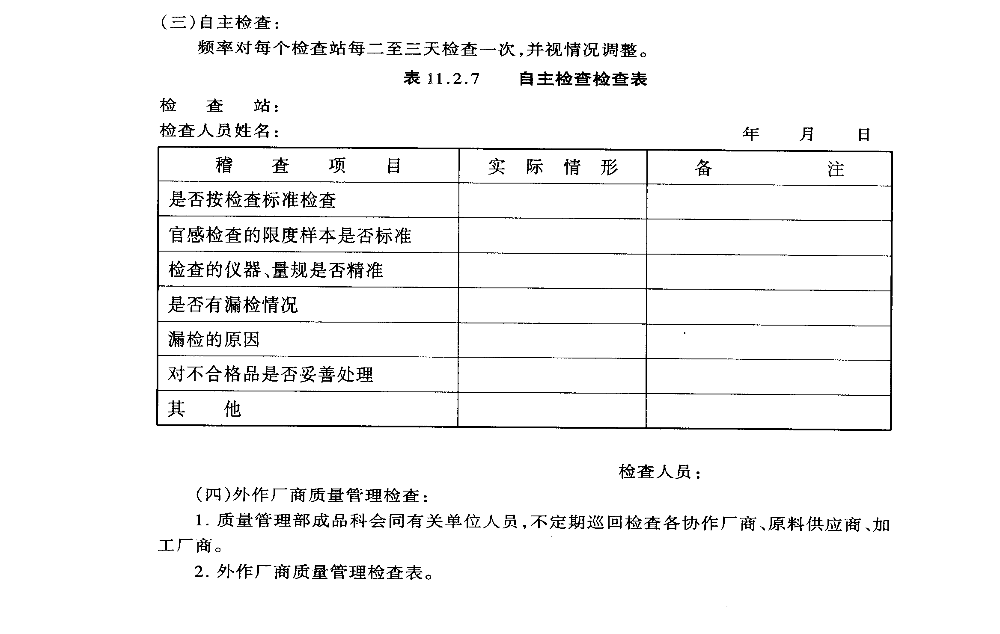 (三)自主检查：
频率对每个检查站每二至三天检查一次,并视情况调整。
表 11.2.7 自主检查检查表
检 查 站：
检查人员姓名：
年 月 日
稽 查 项 目 实 际 情 形 备 注
是否按检查标准检查
官感检查的限度样本是否标准
检查的仪器、量规是否精准
是否有漏检情况
漏检的原因
对不合格品是否妥善处理
其 他
检查人员：
(四)外作厂商质量管理检查：
1. 质量管理部成品科会同有关单位人员,不定期巡回检查各协作厂商、原料供应商、加
工厂商。
2. 外作厂商质量管理检查表。